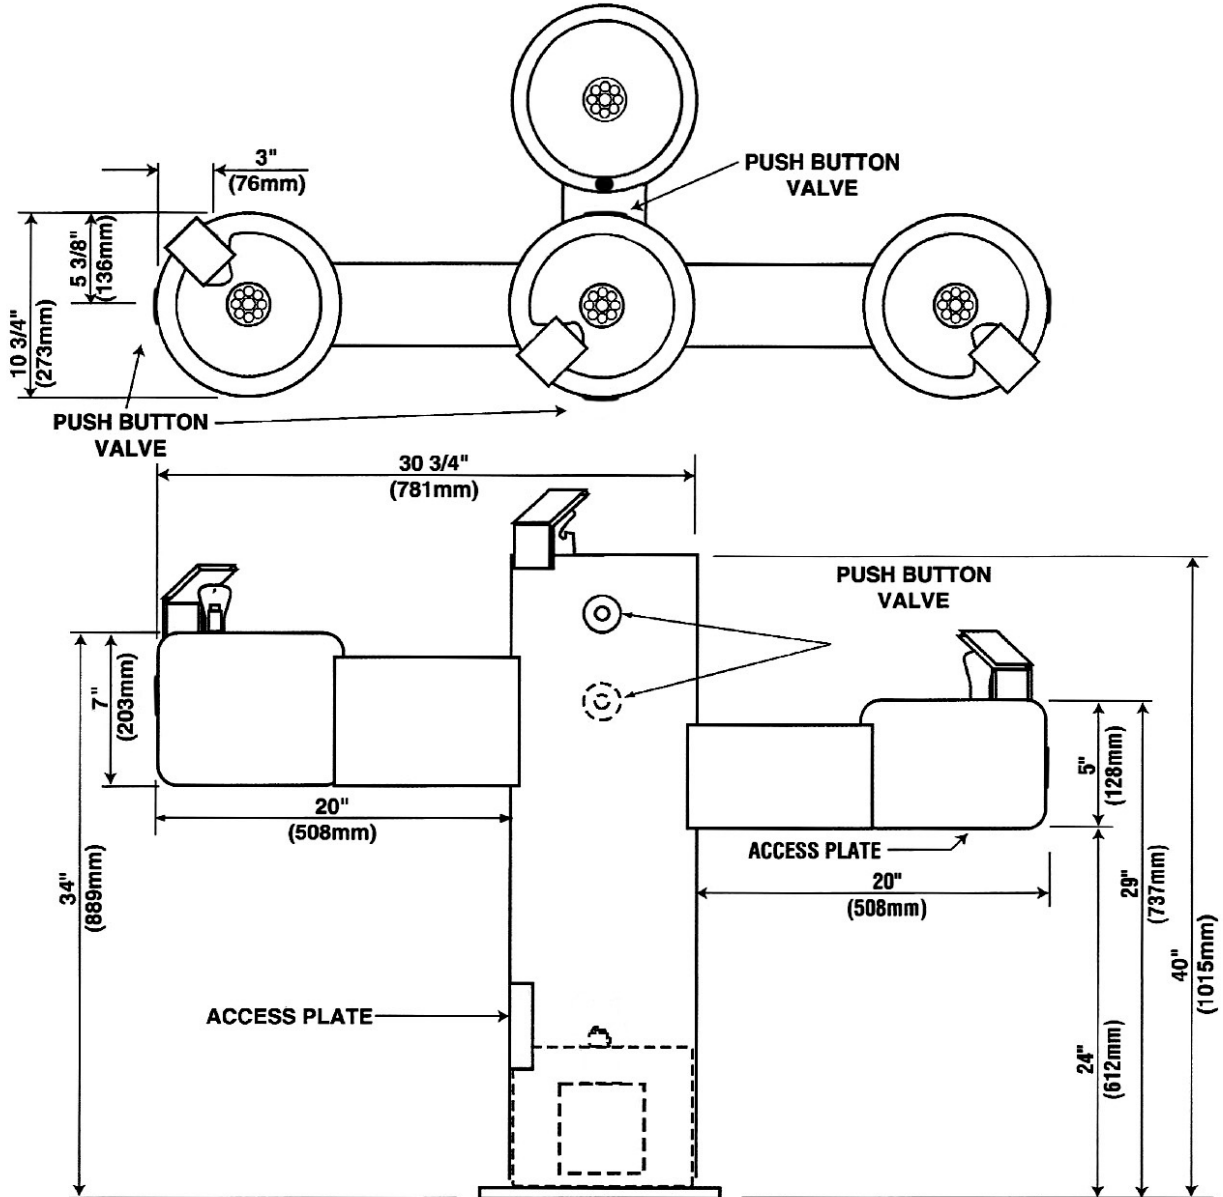 3"
(76mm)
PUSH BUTTON
VALVE
5 3/8"
(136mm)
10 3/4"
(273mm)
PUSH BUTTON
VALVE
30 3/4"
(781mm)
PUSH BUTTON
VALVE
7"
(203mm)
5"
(128mm)
20"
(508mm)
ACCESS PLATE
20"
(508mm)
34"
(889mm)
29"
(737mm)
40"
(1015mm)
ACCESS PLATE
24"
(612mm)